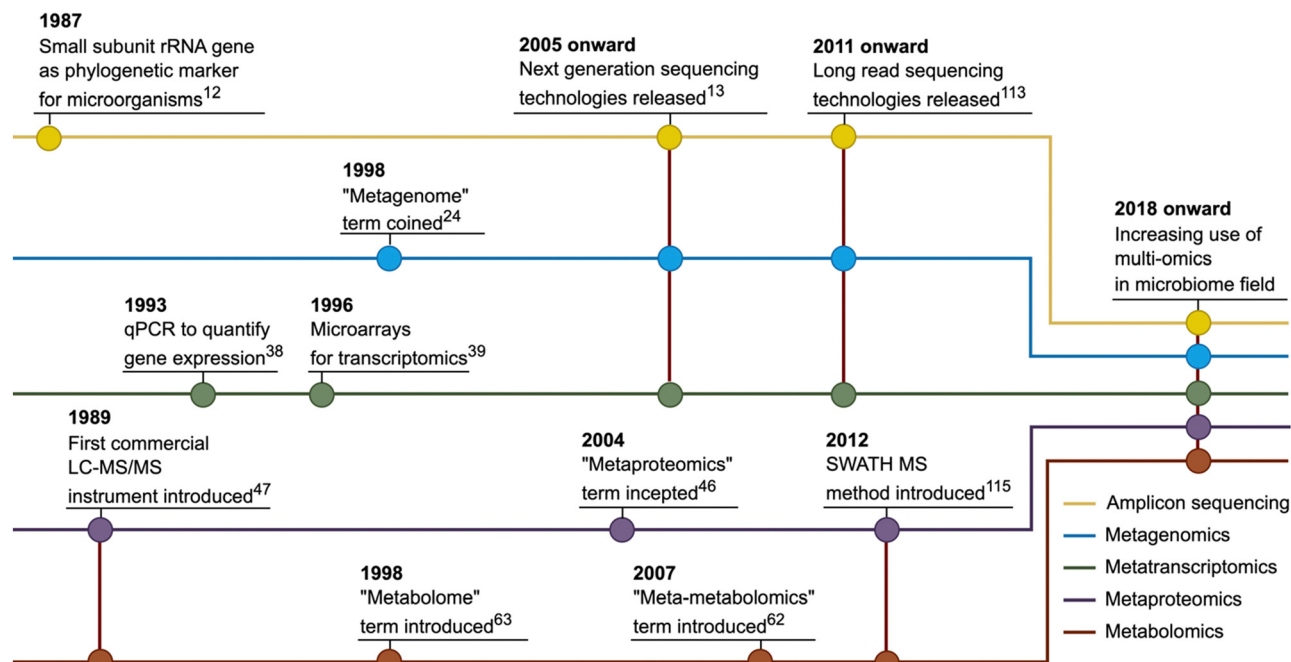 1987
Small subunit rRNA gene
as phylogenetic marker
for microorganisms12
2005 onward
Next generation sequencing
technologies released13
2011 onward
Long read sequencing
technologies released113
1998
"Metagenome"
term coined24
2018 onward
Increasing use of
multi-omics
in microbiome field
1993
qPCR to quantify
gene expression38
1996
Microarrays
for transcriptomics39
1989
First commercial
LC-MS/MS
instrument introduced47
2004
"Metaproteomics"
term incepted46
2012
SWATH MS
method introduced115
1998
"Metabolome"
term introduced63
2007
"Meta-metabolomics"
term introduced62
Amplicon sequencing
Metagenomics
Metatranscriptomics
Metaproteomics
Metabolomics